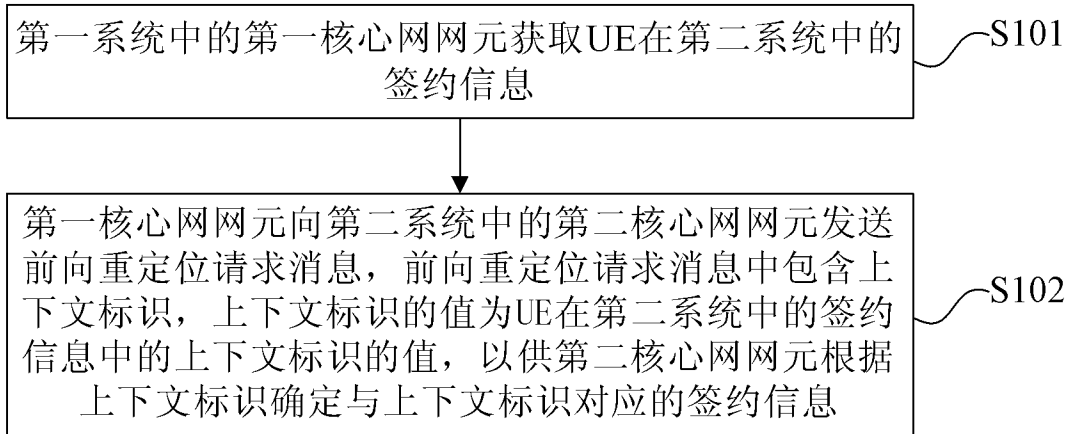 第一系统中的第一核心网网元获取UE在第二系统中的
签约信息
S101
第一核心网网元向第二系统中的第二核心网网元发送
前向重定位请求消息，前向重定位请求消息中包含上
下文标识，上下文标识的值为UE在第二系统中的签约
信息中的上下文标识的值，以供第二核心网网元根据
上下文标识确定与上下文标识对应的签约信息
S102